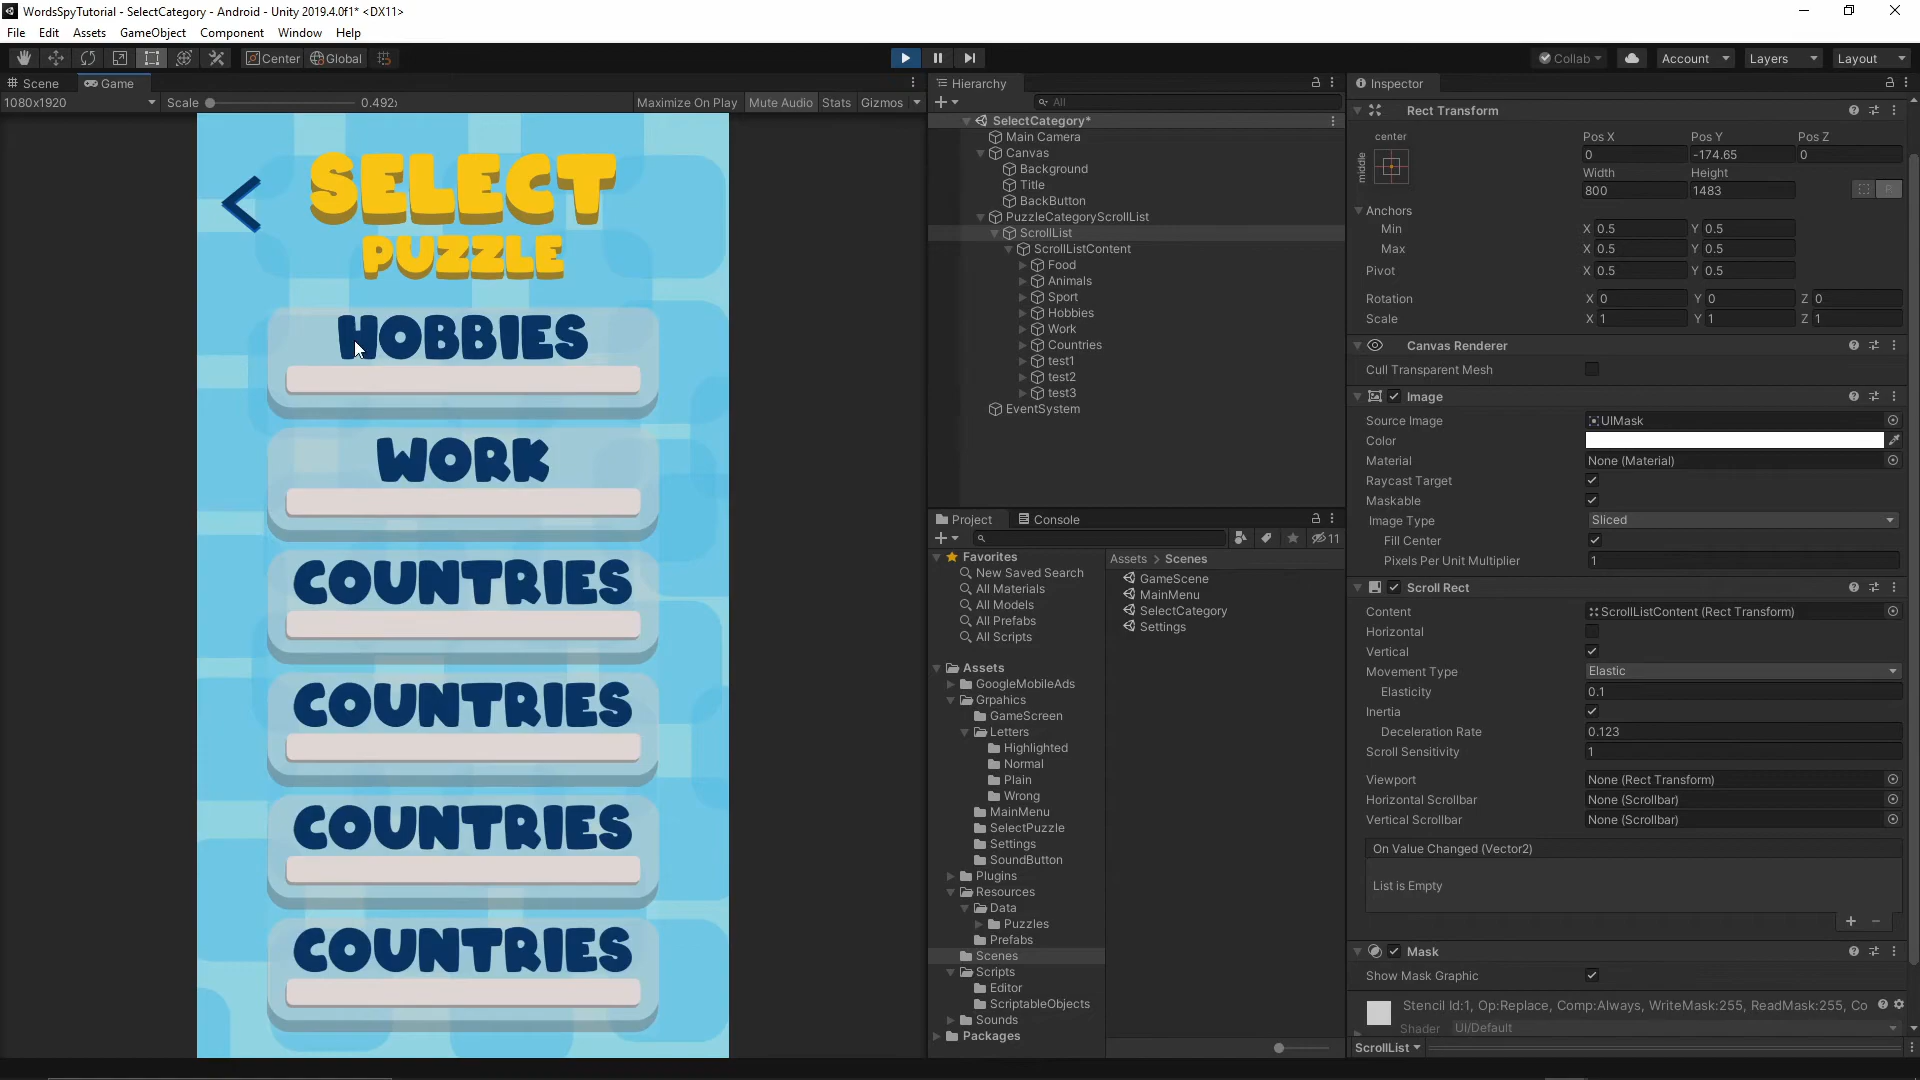 WordsSpyTutorial - SelectCategory - Android - Unity 2019.4.0f1* <DX11>
File Edit Assets GameObject Component Window Help
Center Global Collab Account Layers Layout
Scene Game
1080x1920 Scale 0.492x Maximize On Play Mute Audio Stats Gizmos
SELECT
PUZZLE
HOBBIES
WORK
COUNTRIES
COUNTRIES
COUNTRIES
COUNTRIES
Hierarchy
All
SelectCategory*
Main Camera
Canvas
Background
Title
BackButton
PuzzleCategoryScrollList
ScrollList
ScrollListContent
Food
Animals
Sport
Hobbies
Work
Countries
test1
test2
test3
EventSystem
Project Console
11
Favorites
New Saved Search
All Materials
All Models
All Prefabs
All Scripts
Assets
GoogleMobileAds
Grpahics
GameScreen
Letters
Highlighted
Normal
Plain
Wrong
MainMenu
SelectPuzzle
Settings
SoundButton
Plugins
Resources
Data
Puzzles
Prefabs
Scenes
Scripts
Editor
ScriptableObjects
Sounds
Packages
Assets > Scenes
GameScene
MainMenu
SelectCategory
Settings
Inspector
Rect Transform
center
middle
Pos X Pos Y Pos Z
0 -174.65 0
Width Height
800 1483
Anchors
Min X 0.5 Y 0.5
Max X 0.5 Y 0.5
Pivot X 0.5 Y 0.5
Rotation X 0 Y 0 Z 0
Scale X 1 Y 1 Z 1
Canvas Renderer
Cull Transparent Mesh
Image
Source Image UIMask
Color
Material None (Material)
Raycast Target
Maskable
Image Type Sliced
Fill Center
Pixels Per Unit Multiplier 1
Scroll Rect
Content ScrollListContent (Rect Transform)
Horizontal
Vertical
Movement Type Elastic
Elasticity 0.1
Inertia
Deceleration Rate 0.123
Scroll Sensitivity 1
Viewport None (Rect Transform)
Horizontal Scrollbar None (Scrollbar)
Vertical Scrollbar None (Scrollbar)
On Value Changed (Vector2)
List is Empty
Mask
Show Mask Graphic
Stencil Id:1, Op:Replace, Comp:Always, WriteMask:255, ReadMask:255, Co
Shader UI/Default
ScrollList